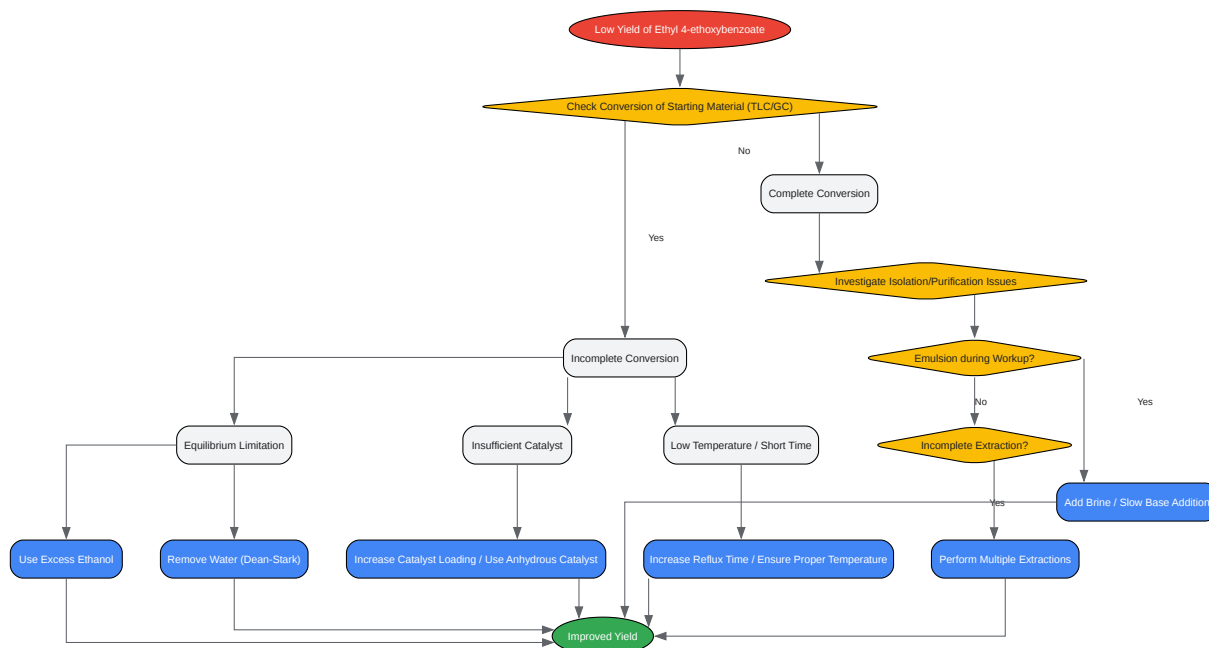 Low Yield of Ethyl 4-ethoxybenzoate
Check Conversion of Starting Material (TLC/GC)
No
Complete Conversion
Yes
Investigate Isolation/Purification Issues
Incomplete Conversion
Emulsion during Workup?
No
Yes
Equilibrium Limitation
Insufficient Catalyst
Low Temperature / Short Time
Incomplete Extraction?
Yes
Add Brine / Slow Base Addition
Use Excess Ethanol
Remove Water (Dean-Stark)
Increase Catalyst Loading / Use Anhydrous Catalyst
Increase Reflux Time / Ensure Proper Temperature
Perform Multiple Extractions
Improved Yield